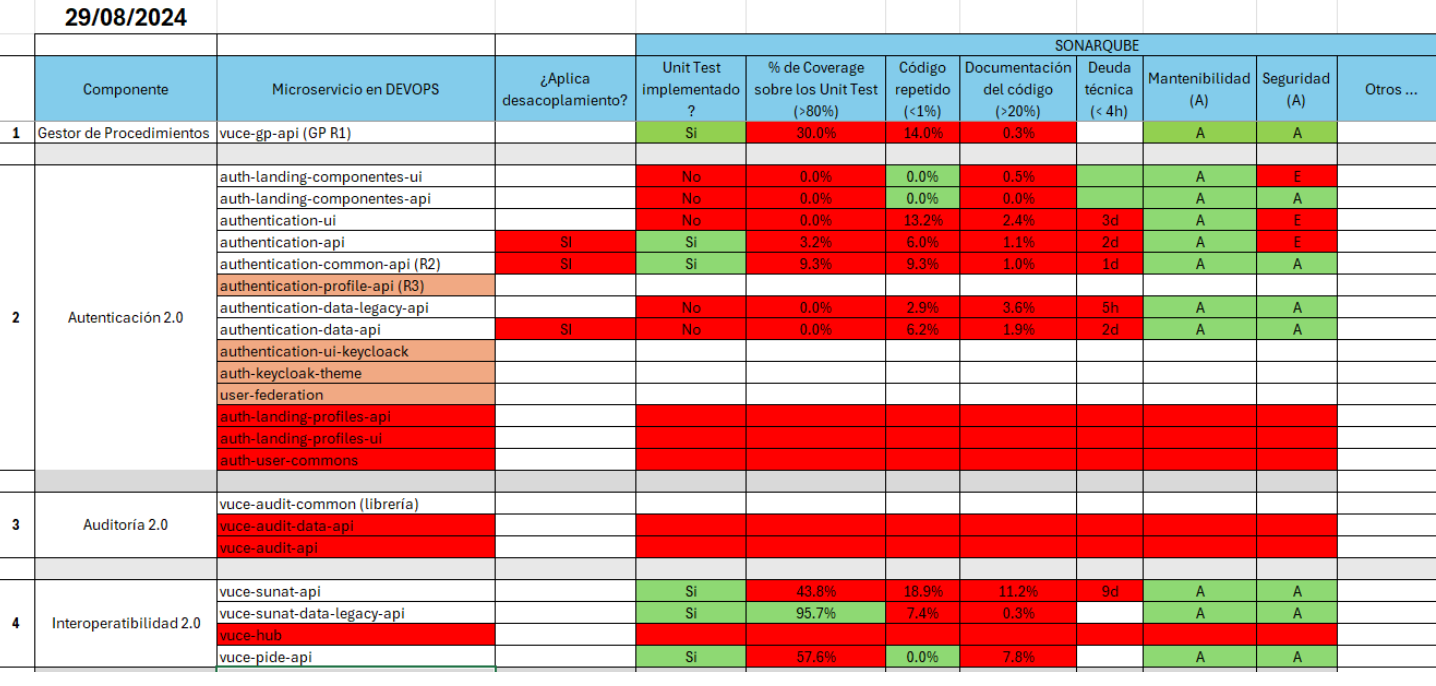 29/08/2024
SONARQUBE
Componente Microservicio en DEVOPS ¿Aplica desacoplamiento? Unit Test implementado ? % de Coverage sobre los Unit Test (>80%) Código repetido (<1%) Documentación del código (>20%) Deuda técnica (< 4h) Mantenibilidad (A) Seguridad (A) Otros ...
1 Gestor de Procedimientos vuce-gp-api (GP R1) Si 30.0% 14.0% 0.3% A A
auth-landing-componentes-ui No 0.0% 0.0% 0.5% A E
auth-landing-componentes-api No 0.0% 0.0% 0.0% A A
authentication-ui No 0.0% 13.2% 2.4% 3d A E
authentication-api SI Si 3.2% 6.0% 1.1% 2d A E
authentication-common-api (R2) SI Si 9.3% 9.3% 1.0% 1d A A
authentication-profile-api (R3)
authentication-data-legacy-api No 0.0% 2.9% 3.6% 5h A A
2 Autenticación 2.0
authentication-data-api SI No 0.0% 6.2% 1.9% 2d A A
authentication-ui-keycloack
auth-keycloak-theme
user-federation
auth-landing-profiles-api
auth-landing-profiles-ui
auth-user-commons
vuce-audit-common (librería)
3 Auditoría 2.0 vuce-audit-data-api
vuce-audit-api
vuce-sunat-api Si 43.8% 18.9% 11.2% 9d A A
vuce-sunat-data-legacy-api Si 95.7% 7.4% 0.3% A A
4 Interoperatibilidad 2.0
vuce-hub
vuce-pide-api Si 57.6% 0.0% 7.8% A A